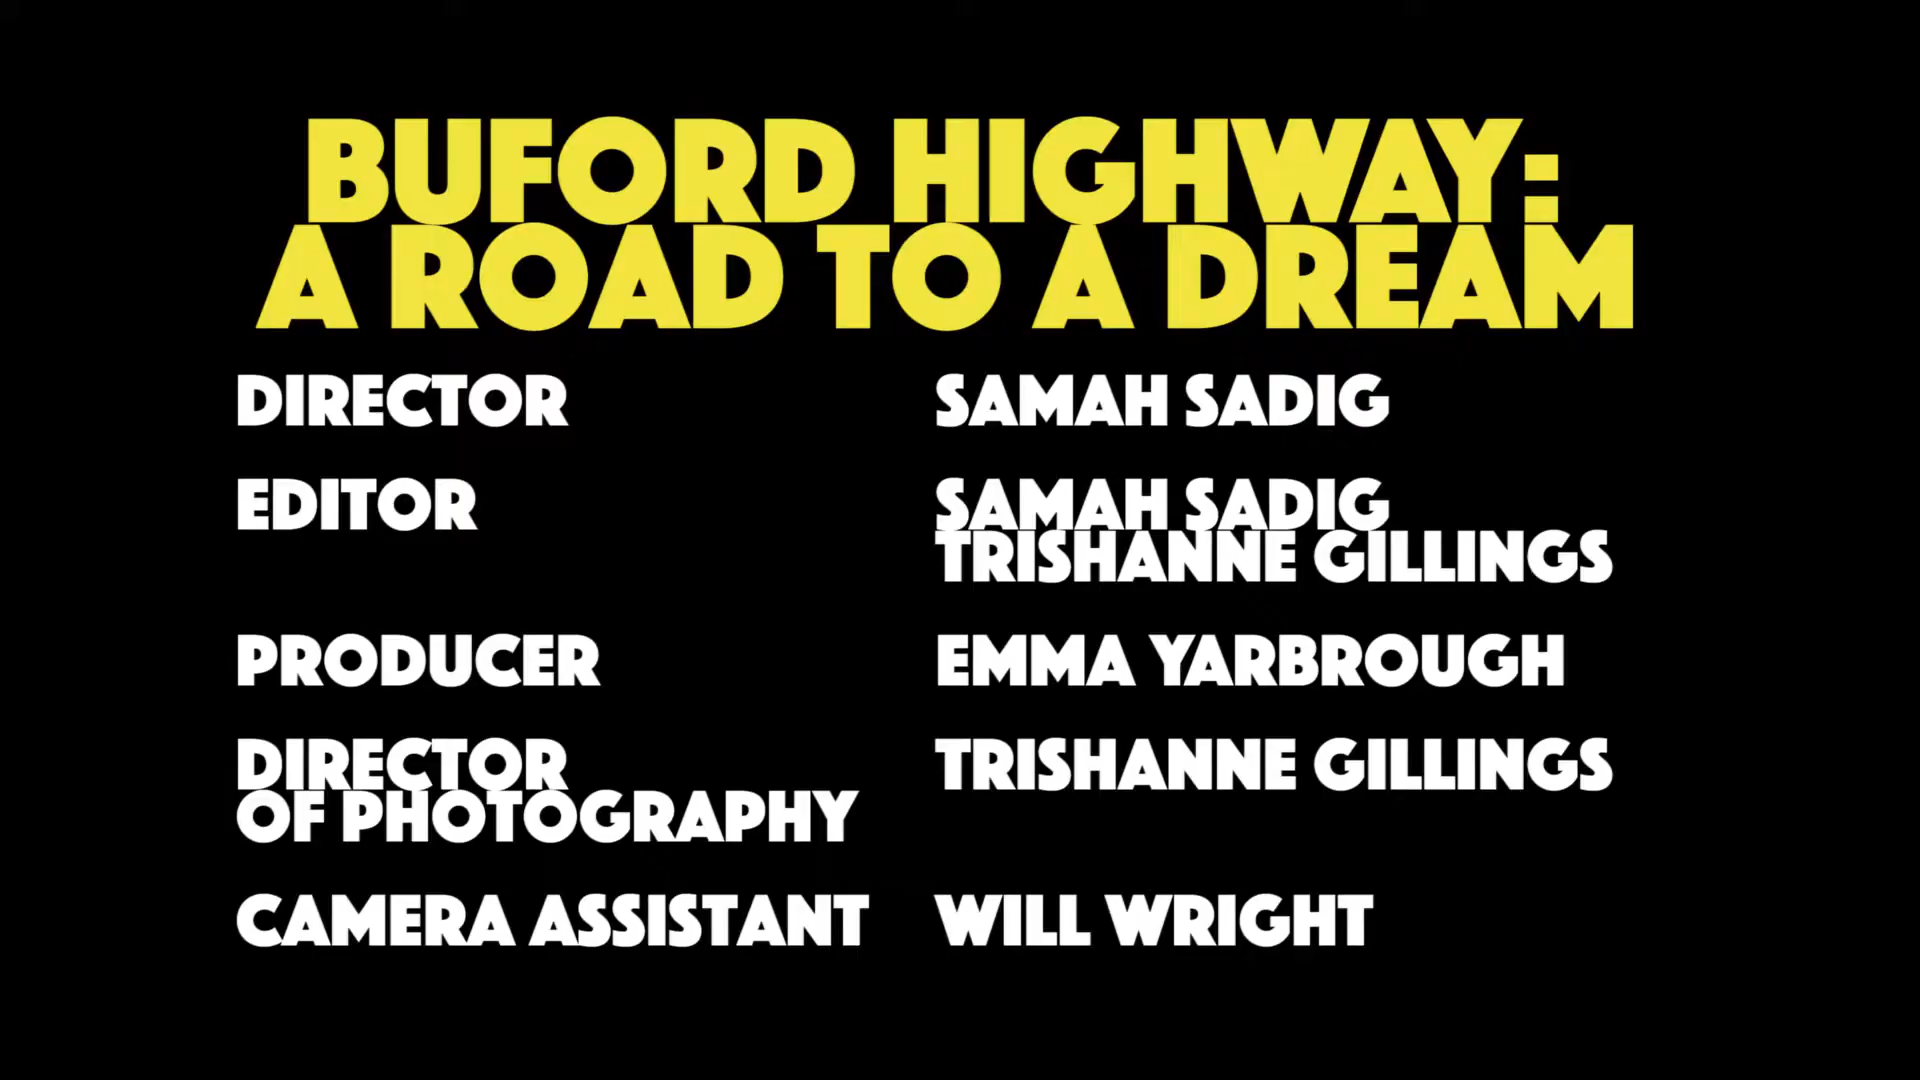 BUFORD HIGHWAY:
A ROAD TO A DREAM
DIRECTOR SAMAH SADIG
EDITOR SAMAH SADIG
TRISHANNE GILLINGS
PRODUCER EMMA YARBROUGH
DIRECTOR TRISHANNE GILLINGS
OF PHOTOGRAPHY
CAMERA ASSISTANT WILL WRIGHT